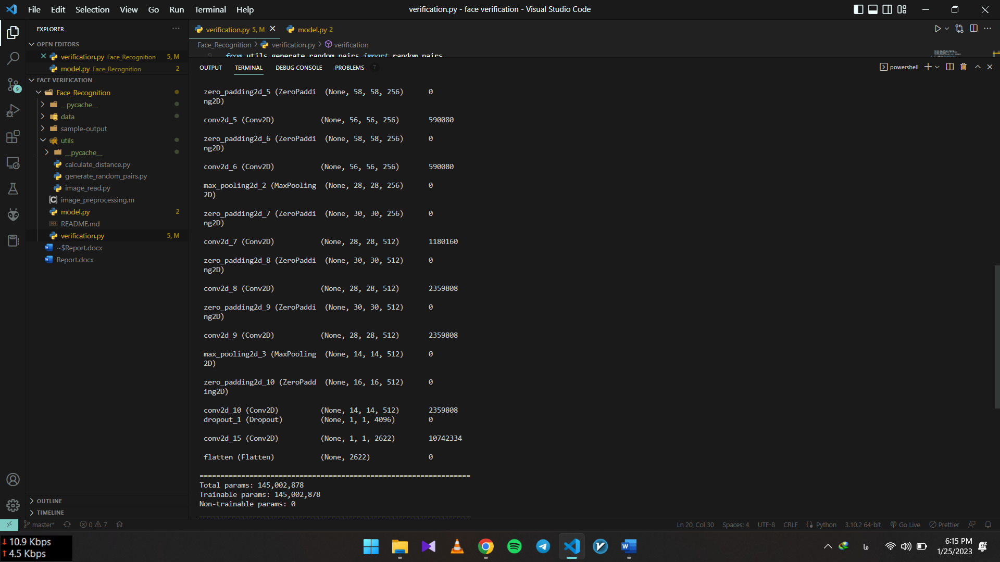 File Edit Selection View Go Run Terminal Help
verification.py - face verification - Visual Studio Code
EXPLORER
OPEN EDITORS
verification.py Face_Recognition 5, M
model.py Face_Recognition 2
FACE VERIFICATION
Face_Recognition
__pycache__
data
sample-output
utils
__pycache__
calculate_distance.py
generate_random_pairs.py
image_read.py
image_preprocessing.m
model.py 2
README.md
verification.py 5, M
~$Report.docx
Report.docx
OUTLINE
TIMELINE
9
verification.py 5, M
model.py 2
Face_Recognition > verification.py > verification
9 from utils.generate_random_pairs import random_pairs
OUTPUT TERMINAL DEBUG CONSOLE PROBLEMS 7
powershell
zero_padding2d_5 (ZeroPaddi (None, 58, 58, 256) 0
ng2D)
conv2d_5 (Conv2D) (None, 56, 56, 256) 590080
zero_padding2d_6 (ZeroPaddi (None, 58, 58, 256) 0
ng2D)
conv2d_6 (Conv2D) (None, 56, 56, 256) 590080
max_pooling2d_2 (MaxPooling (None, 28, 28, 256) 0
2D)
zero_padding2d_7 (ZeroPaddi (None, 30, 30, 256) 0
ng2D)
conv2d_7 (Conv2D) (None, 28, 28, 512) 1180160
zero_padding2d_8 (ZeroPaddi (None, 30, 30, 512) 0
ng2D)
conv2d_8 (Conv2D) (None, 28, 28, 512) 2359808
zero_padding2d_9 (ZeroPaddi (None, 30, 30, 512) 0
ng2D)
conv2d_9 (Conv2D) (None, 28, 28, 512) 2359808
max_pooling2d_3 (MaxPooling (None, 14, 14, 512) 0
2D)
zero_padding2d_10 (ZeroPadd (None, 16, 16, 512) 0
ing2D)
conv2d_10 (Conv2D) (None, 14, 14, 512) 2359808
dropout_1 (Dropout) (None, 1, 1, 4096) 0
conv2d_15 (Conv2D) (None, 1, 1, 2622) 10742334
flatten (Flatten) (None, 2622) 0
=================================================================
Total params: 145,002,878
Trainable params: 145,002,878
Non-trainable params: 0
_________________________________________________________________
master* 0 7
Ln 20, Col 30 Spaces: 4 UTF-8 CRLF Python 3.10.2 64-bit Go Live Prettier
10.9 Kbps
4.5 Kbps
فا
6:15 PM
1/25/2023